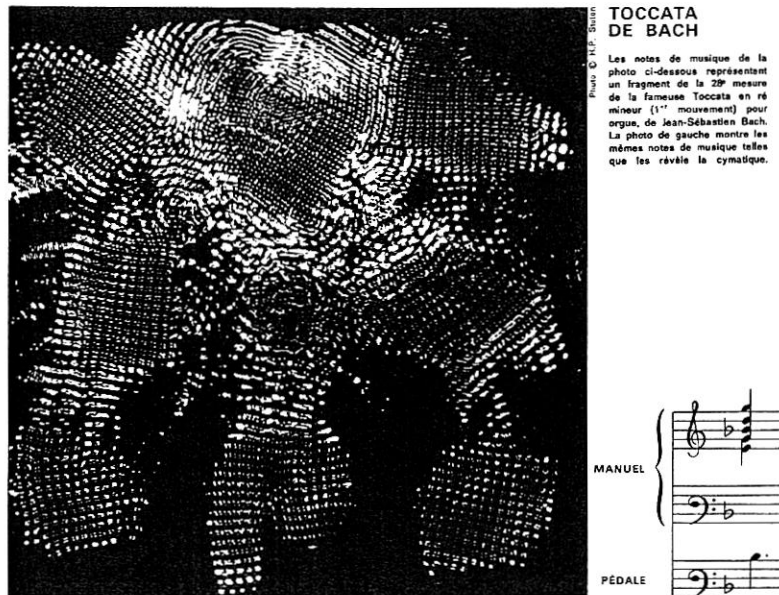 Photo © H.P. Stuten
TOCCATA
DE BACH
Les notes de musique de la
photo ci-dessous représentent
un fragment de la 28e mesure
de la fameuse Toccata en ré
mineur (1er mouvement) pour
orgue, de Jean-Sébastien Bach.
La photo de gauche montre les
mêmes notes de musique telles
que les révèle la cymatique.
MANUEL
PÉDALE